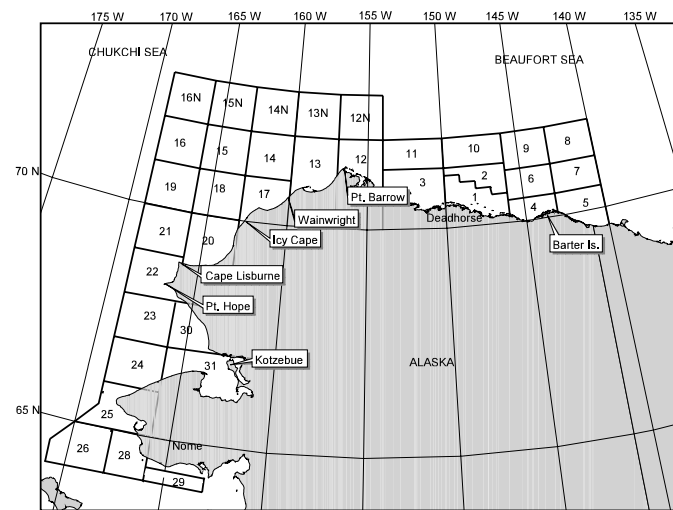 175 W 170 W 165 W 160 W 155 W 150 W 145 W 140 W 135 W
CHUKCHI SEA
BEAUFORT SEA
16N 15N 14N 13N 12N
16 15 14 13 12 11 10 9 8
70 N
19 18 17 3 2 6 7
1 4 5
Pt. Barrow
Deadhorse
Wainwright
21 20
Icy Cape
Barter Is.
22
Cape Lisburne
Pt. Hope
23 30
Kotzebue
24 31
ALASKA
65 N
25
26 28
Nome
29